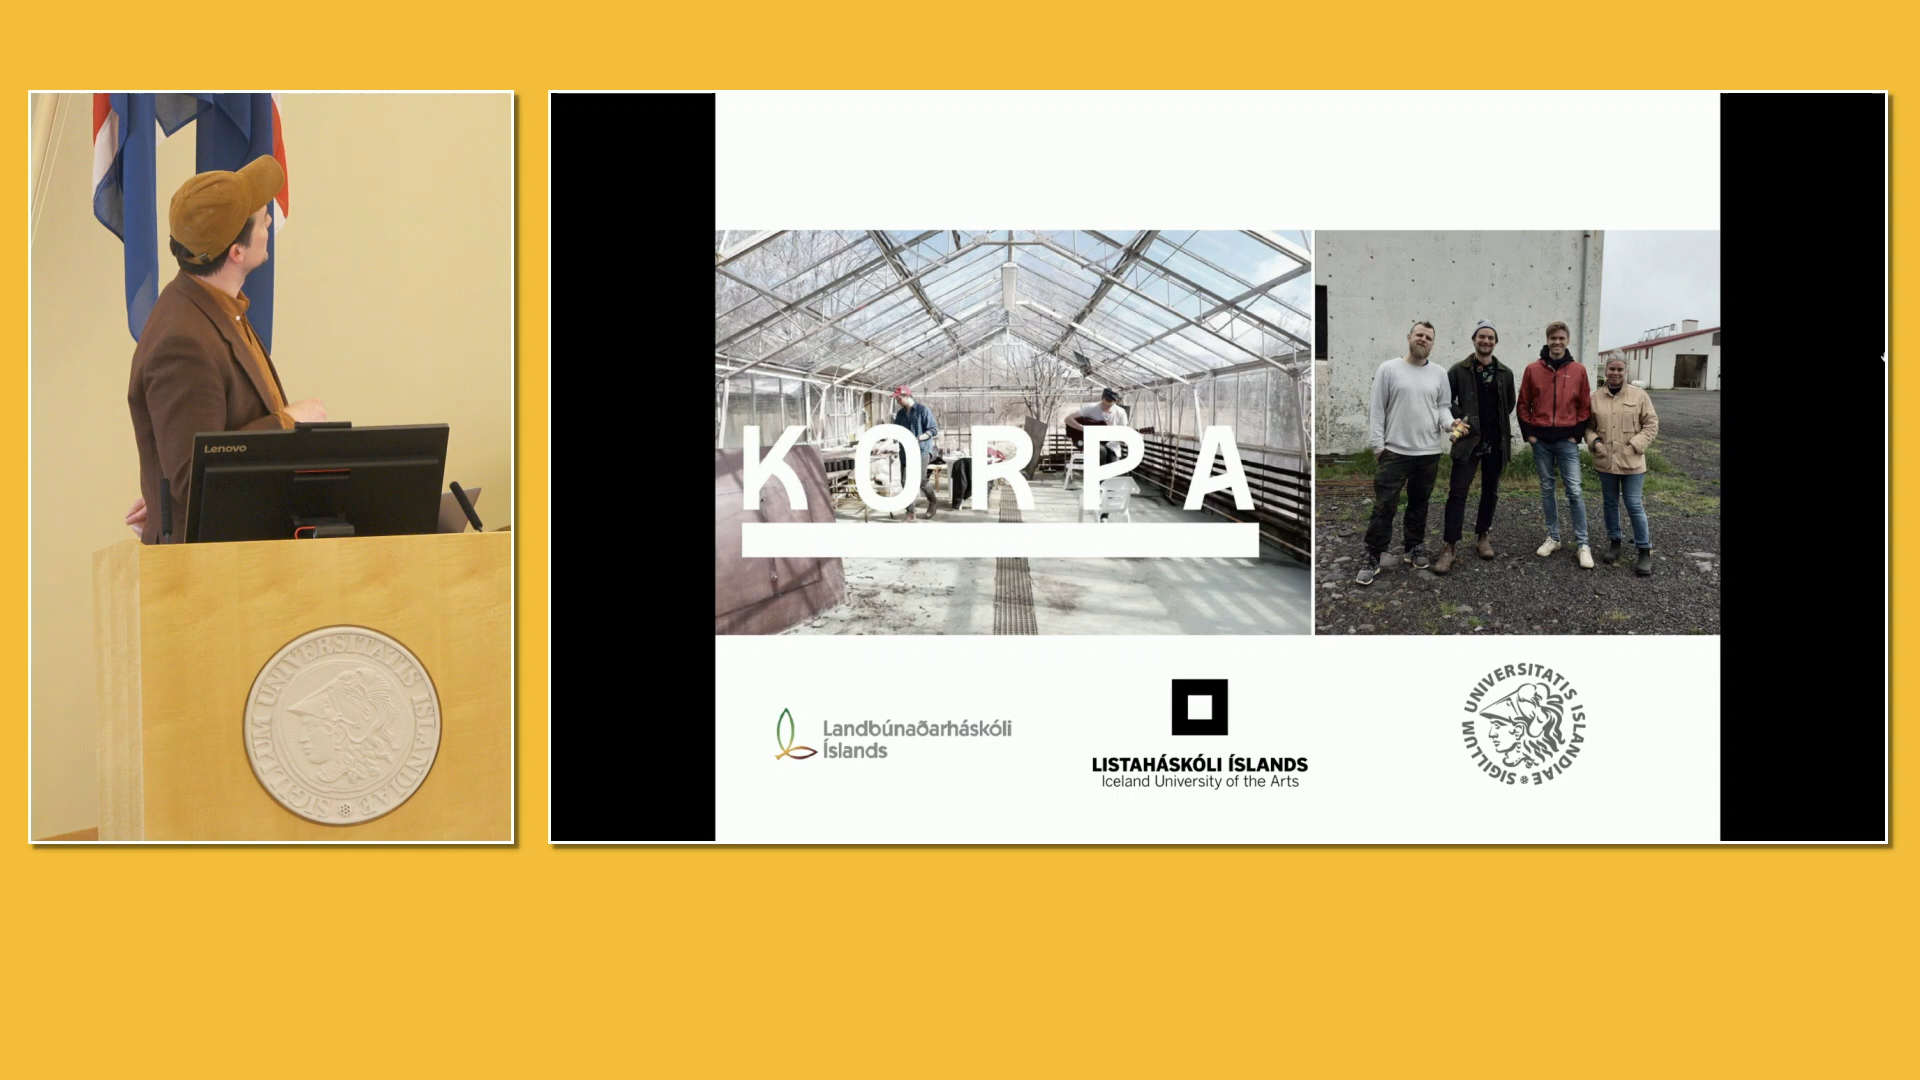 Lenovo
SIGILLUM UNIVERSITATIS ISLANDIAE
KORPA
Landbúnaðarháskóli
Íslands
LISTAHÁSKÓLI ÍSLANDS
Iceland University of the Arts
SIGILLUM UNIVERSITATIS ISLANDIAE